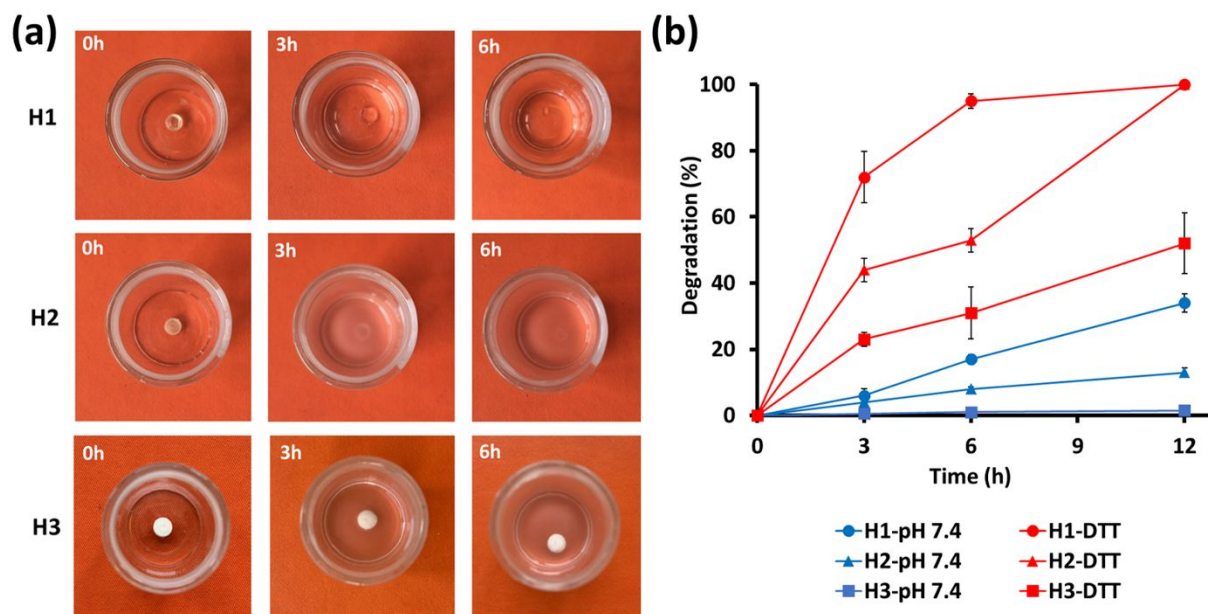 (a)
0h
3h
6h
H1
0h
3h
6h
H2
0h
3h
6h
H3
(b)
100
80
60
40
20
0
Degradation (%)
0
3
6
9
12
Time (h)
H1-pH 7.4
H1-DTT
H2-pH 7.4
H2-DTT
H3-pH 7.4
H3-DTT